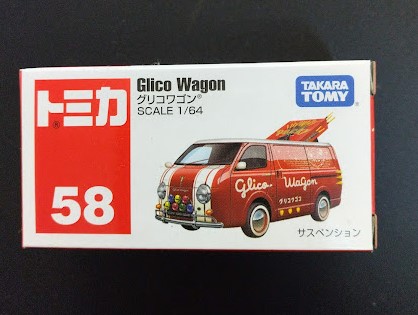 トミカ®
58
Glico Wagon
グリコワゴン®
SCALE 1/64
TAKARA
TOMY
Glico Wagon
グリコワゴン
サスペンション